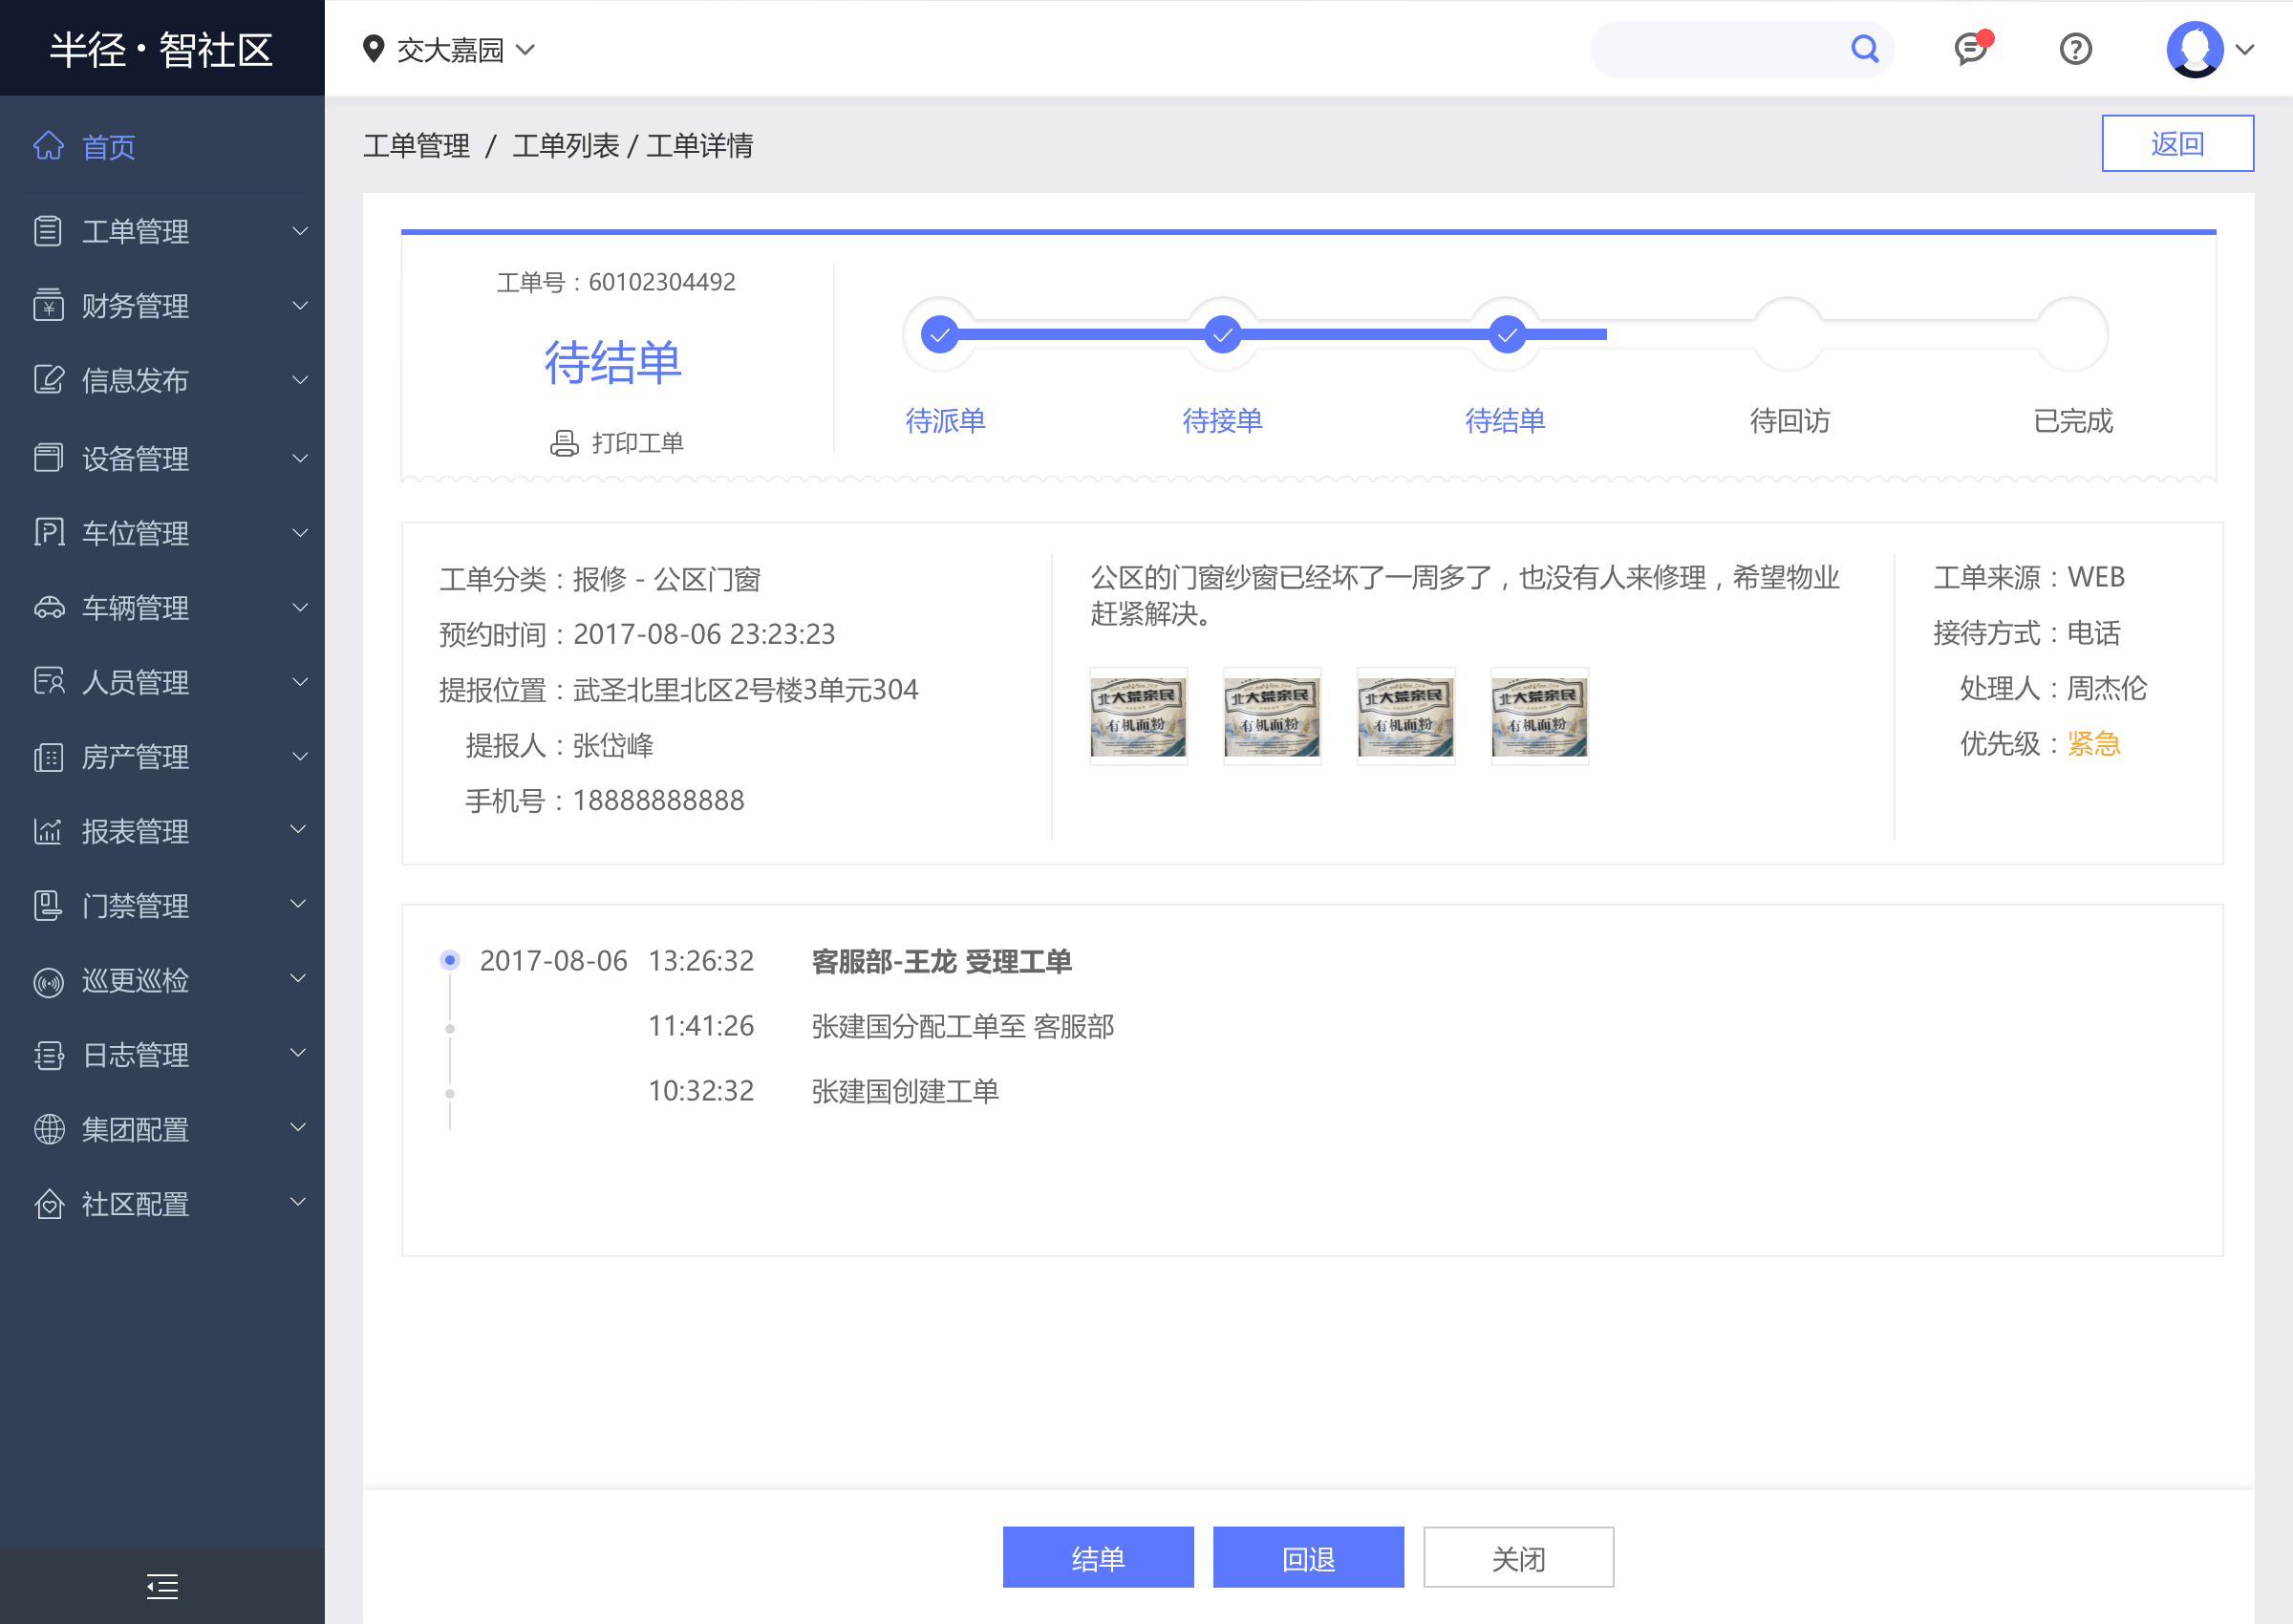 半径·智社区
交大嘉园
首页
工单管理
财务管理
信息发布
设备管理
车位管理
车辆管理
人员管理
房产管理
报表管理
门禁管理
巡更巡检
日志管理
集团配置
社区配置
工单管理 / 工单列表 / 工单详情
返回
工单号：60102304492
待结单
打印工单
待派单
待接单
待结单
待回访
已完成
工单分类：报修 - 公区门窗
预约时间：2017-08-06 23:23:23
提报位置：武圣北里北区2号楼3单元304
提报人：张岱峰
手机号：18888888888
公区的门窗纱窗已经坏了一周多了，也没有人来修理，希望物业
赶紧解决。
北大荒亲民
有机面粉
北大荒亲民
有机面粉
北大荒亲民
有机面粉
北大荒亲民
有机面粉
工单来源：WEB
接待方式：电话
处理人：周杰伦
优先级：紧急
2017-08-06 13:26:32 客服部-王龙 受理工单
11:41:26 张建国分配工单至 客服部
10:32:32 张建国创建工单
结单
回退
关闭